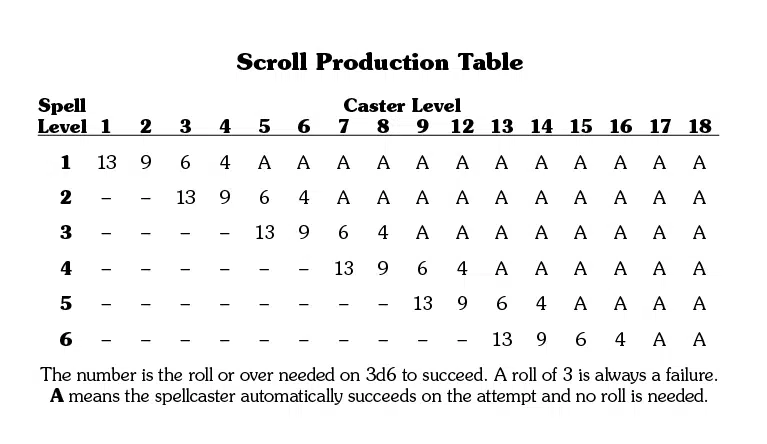 Scroll Production Table
Spell Caster Level
Level 1 2 3 4 5 6 7 8 9 12 13 14 15 16 17 18
1 13 9 6 4 A A A A A A A A A A A A
2 – – 13 9 6 4 A A A A A A A A A A
3 – – – – 13 9 6 4 A A A A A A A A
4 – – – – – – 13 9 6 4 A A A A A A
5 – – – – – – – – 13 9 6 4 A A A A
6 – – – – – – – – – – 13 9 6 4 A A
The number is the roll or over needed on 3d6 to succeed. A roll of 3 is always a failure.
A means the spellcaster automatically succeeds on the attempt and no roll is needed.